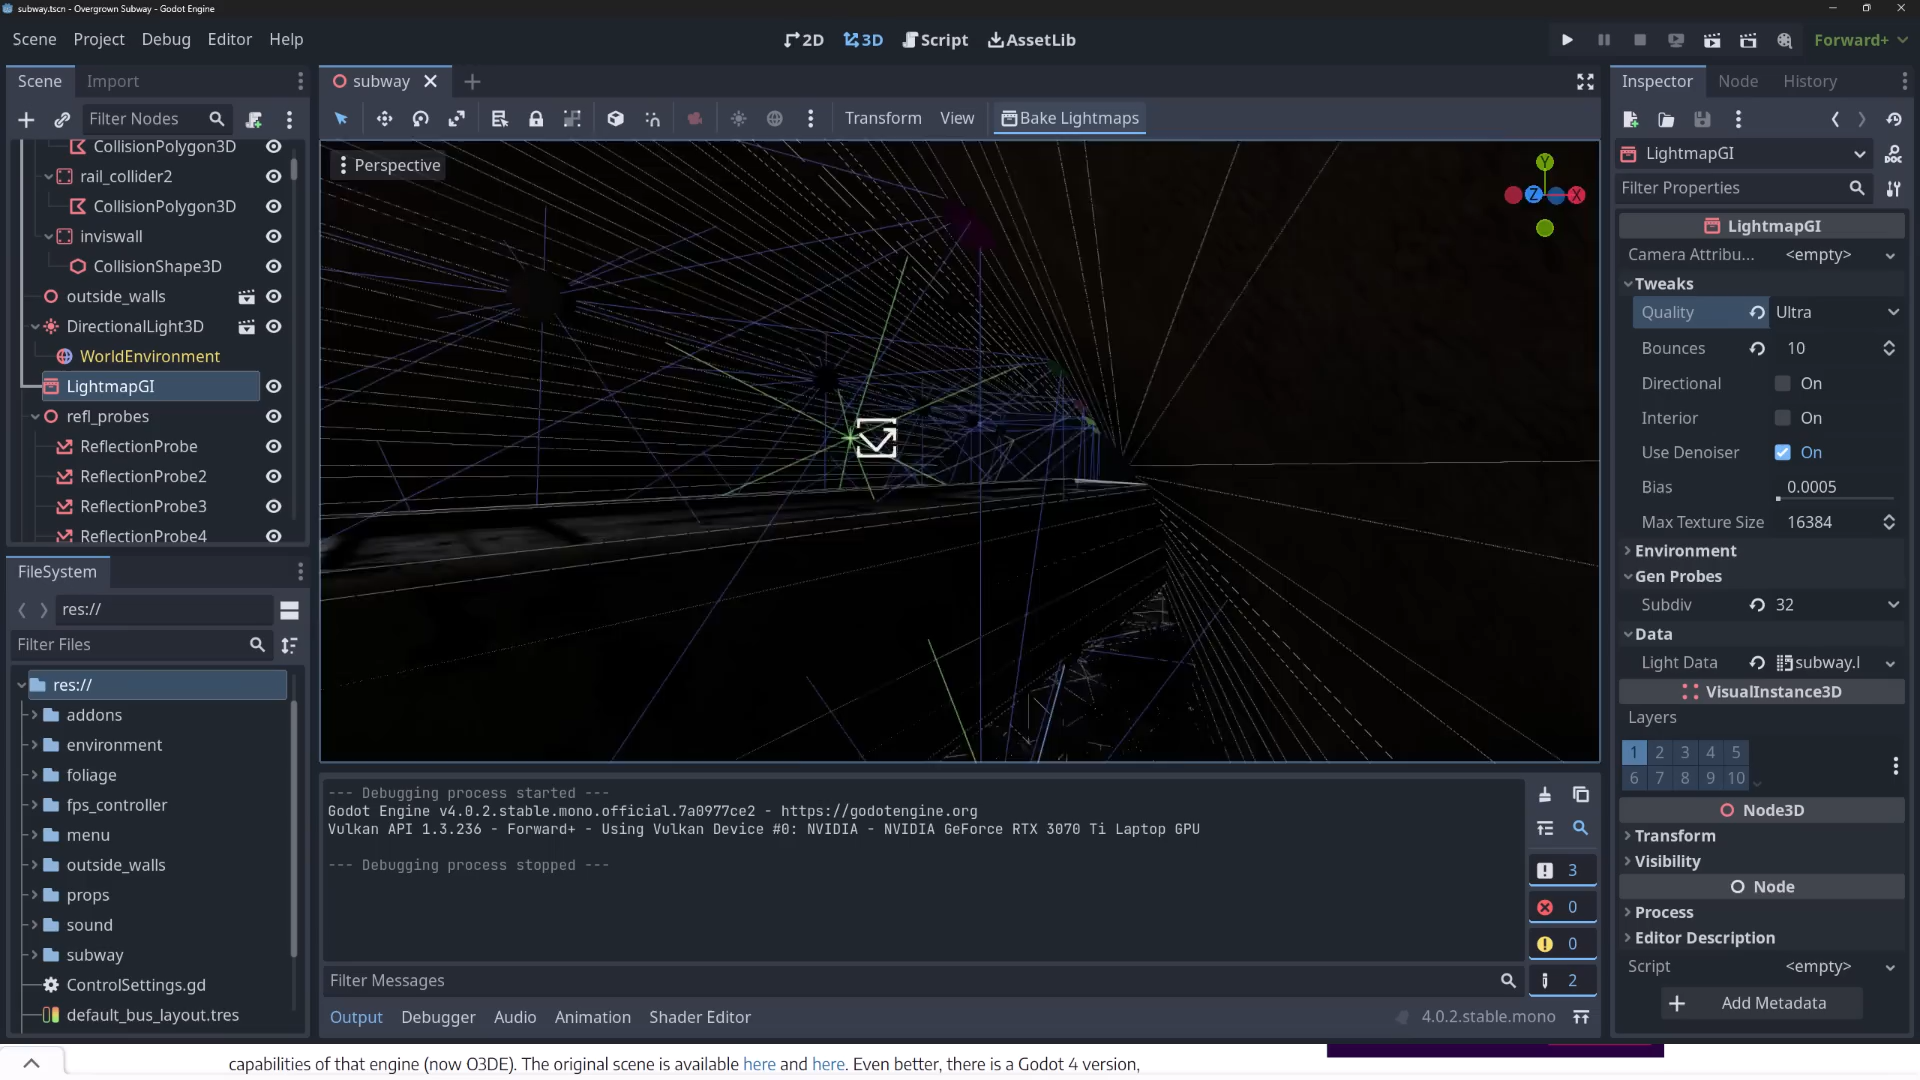 subway.tscn - Overgrown Subway - Godot Engine
Scene Project Debug Editor Help
2D 3D Script AssetLib
Forward+
Scene Import
Filter Nodes
CollisionPolygon3D
rail_collider2
CollisionPolygon3D
inviswall
CollisionShape3D
outside_walls
DirectionalLight3D
WorldEnvironment
LightmapGI
refl_probes
ReflectionProbe
ReflectionProbe2
ReflectionProbe3
ReflectionProbe4
FileSystem
res://
Filter Files
res://
addons
environment
foliage
fps_controller
menu
outside_walls
props
sound
subway
ControlSettings.gd
default_bus_layout.tres
subway
Transform View Bake Lightmaps
Perspective
Y
Z X
--- Debugging process started ---
Godot Engine v4.0.2.stable.mono.official.7a0977ce2 - https://godotengine.org
Vulkan API 1.3.236 - Forward+ - Using Vulkan Device #0: NVIDIA - NVIDIA GeForce RTX 3070 Ti Laptop GPU
--- Debugging process stopped ---
3
0
0
2
Filter Messages
Output Debugger Audio Animation Shader Editor
4.0.2.stable.mono
Inspector Node History
LightmapGI
DOC
Filter Properties
LightmapGI
Camera Attribu... <empty>
Tweaks
Quality Ultra
Bounces 10
Directional On
Interior On
Use Denoiser On
Bias 0.0005
Max Texture Size 16384
Environment
Gen Probes
Subdiv 32
Data
Light Data subway.l
VisualInstance3D
Layers
1 2 3 4 5
6 7 8 9 10
Node3D
Transform
Visibility
Node
Process
Editor Description
Script <empty>
Add Metadata
capabilities of that engine (now O3DE). The original scene is available here and here. Even better, there is a Godot 4 version,